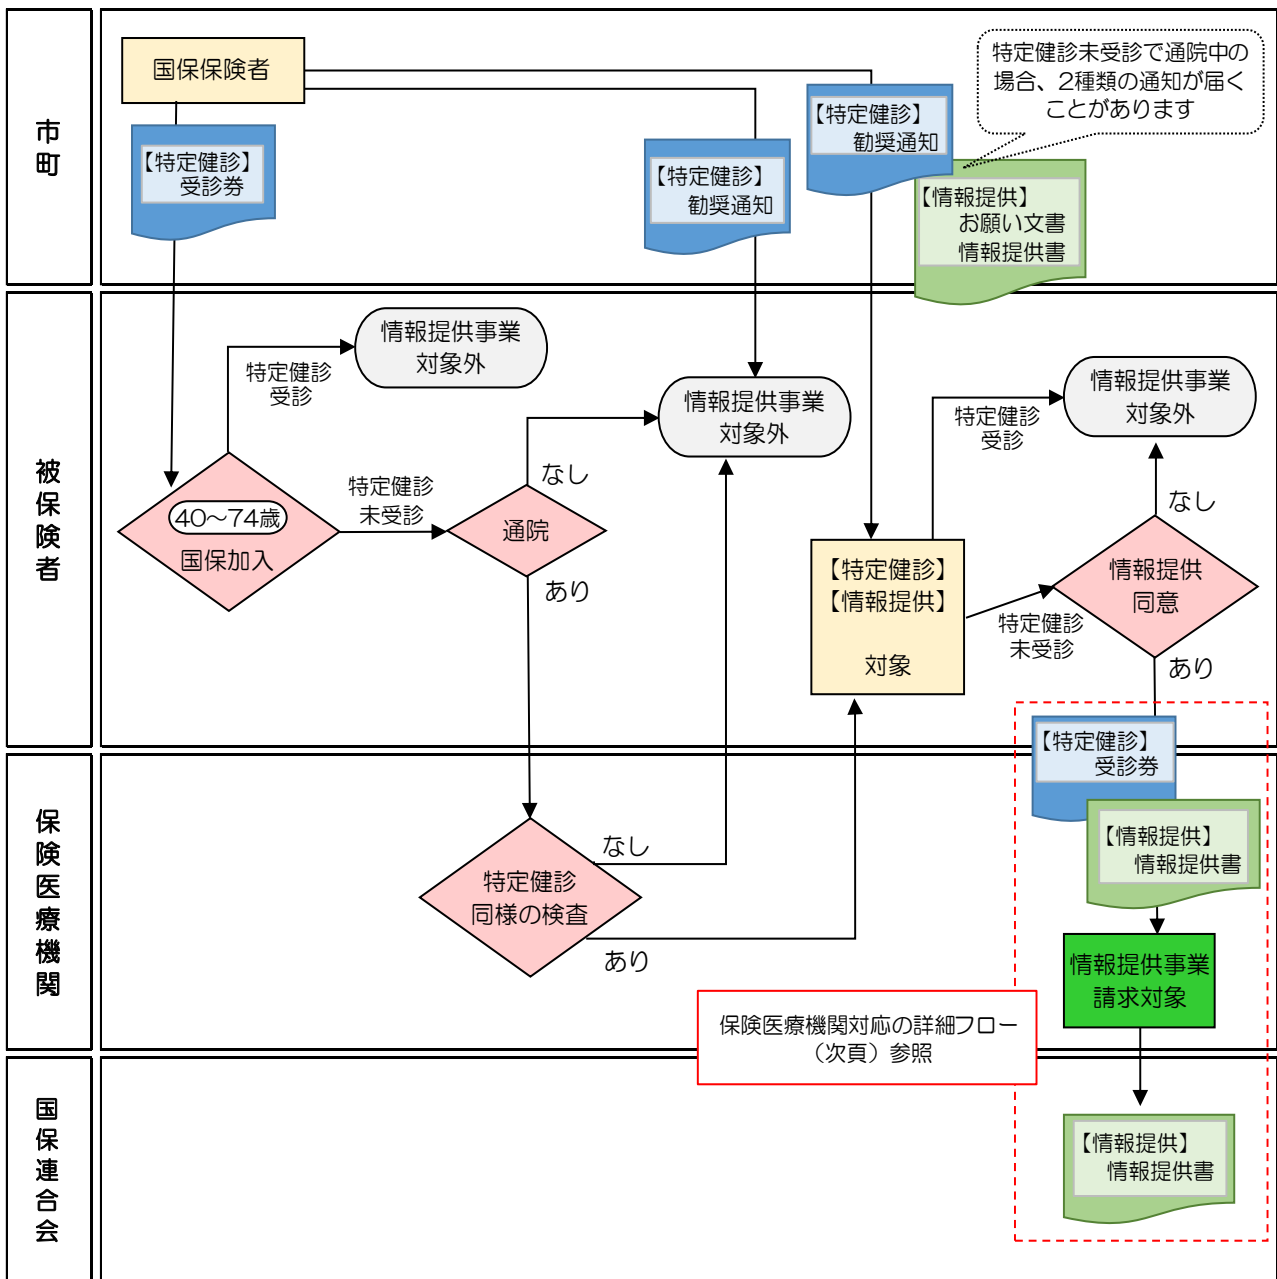 市町
国保保険者
【特定健診】
受診券
【特定健診】
勧奨通知
【特定健診】
勧奨通知
特定健診未受診で通院中の
場合、2種類の通知が届く
ことがあります
【情報提供】
お願い文書
情報提供書
被保険者
情報提供事業
対象外
特定健診
受診
40～74歳
国保加入
特定健診
未受診
通院
なし
あり
情報提供事業
対象外
【特定健診】
【情報提供】
対象
特定健診
受診
情報提供事業
対象外
特定健診
未受診
情報提供
同意
なし
あり
保険医療機関
特定健診
同様の検査
なし
あり
【特定健診】
受診券
【情報提供】
情報提供書
情報提供事業
請求対象
保険医療機関対応の詳細フロー
（次頁）参照
国保連合会
【情報提供】
情報提供書